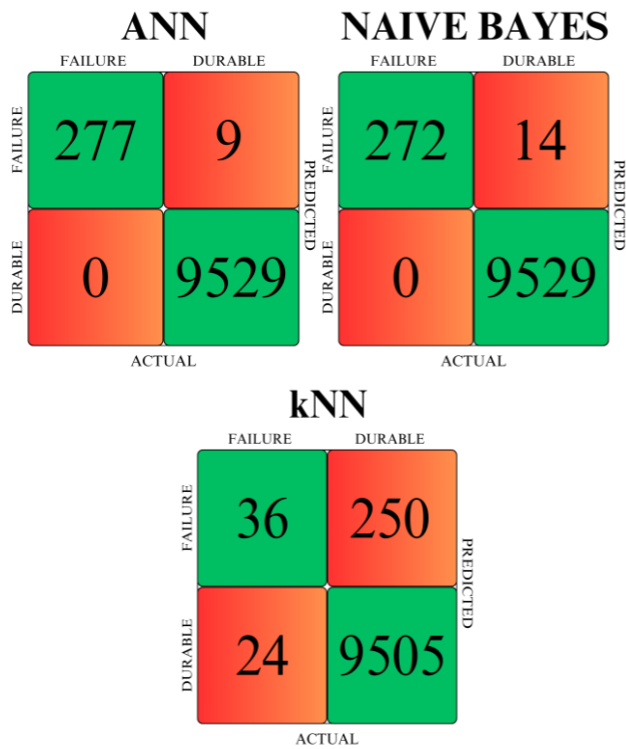 ANN
FAILURE DURABLE
FAILURE
277 9
PREDICTED
DURABLE
0 9529
ACTUAL
NAIVE BAYES
FAILURE DURABLE
FAILURE
272 14
PREDICTED
DURABLE
0 9529
ACTUAL
kNN
FAILURE DURABLE
FAILURE
36 250
PREDICTED
DURABLE
24 9505
ACTUAL